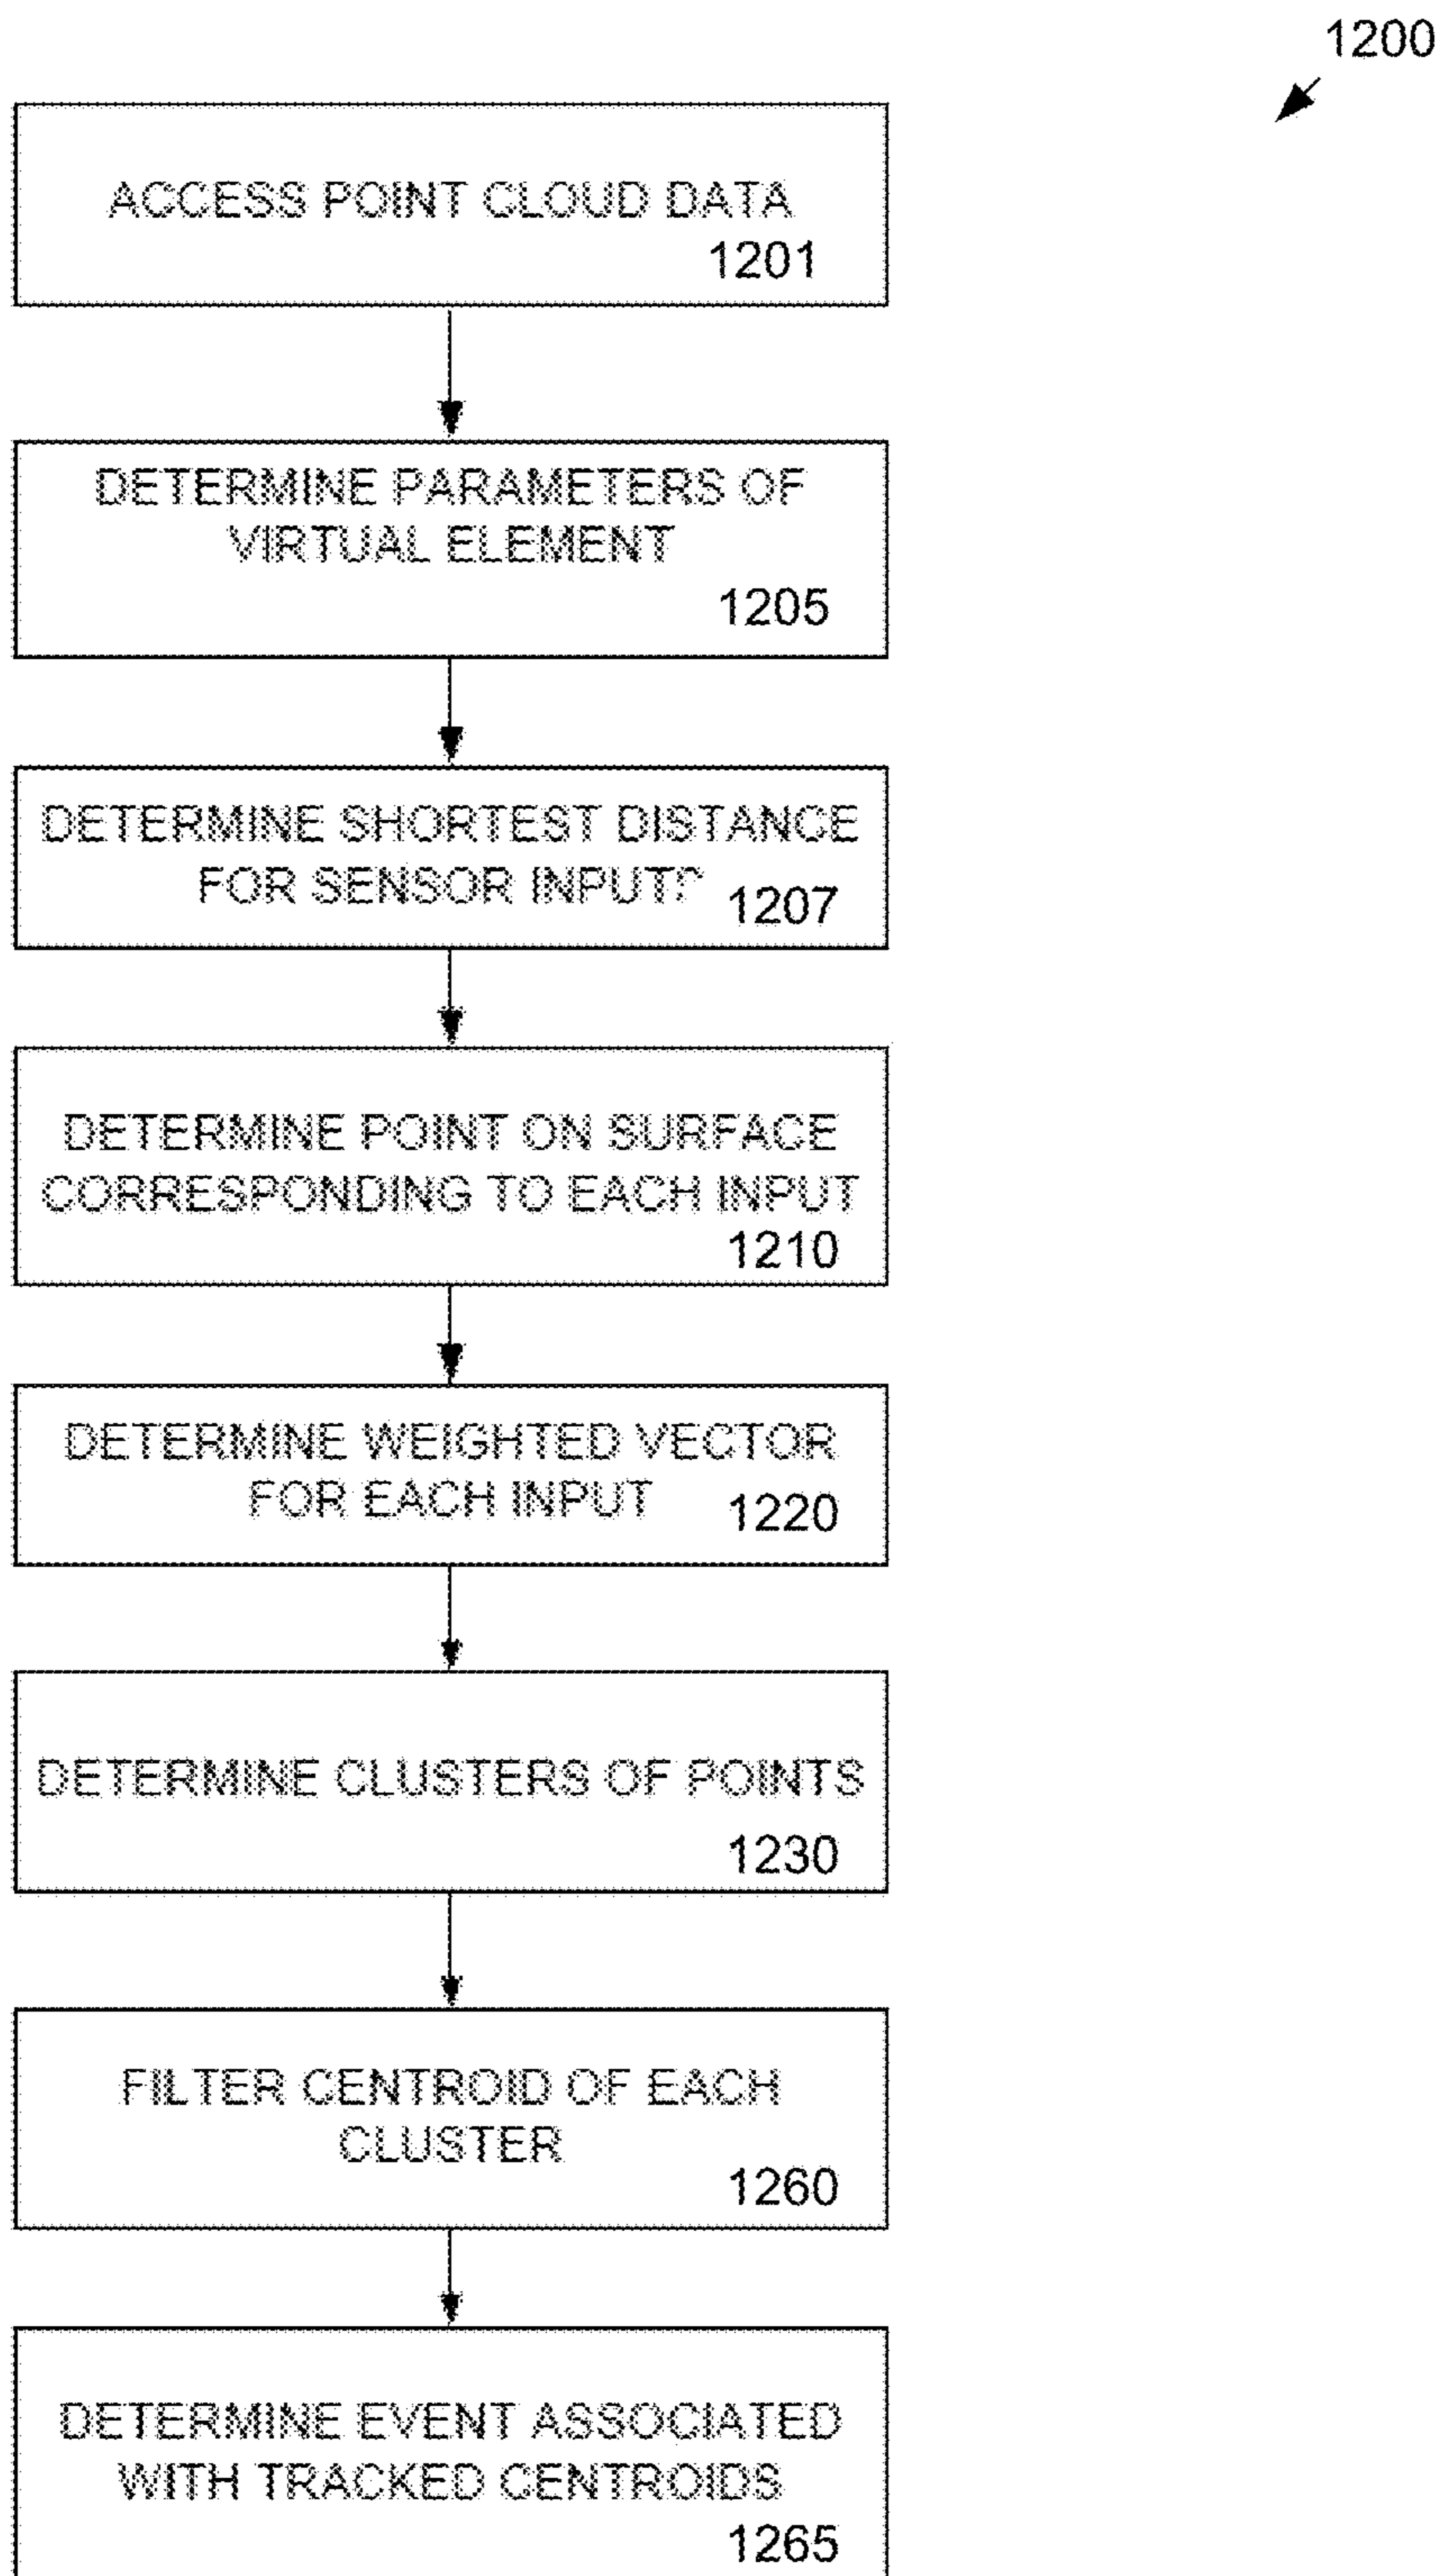 1200
ACCESS POINT CLOUD DATA
1201
DETERMINE PARAMETERS OF
VIRTUAL ELEMENT
1205
DETERMINE SHORTEST DISTANCE
FOR SENSOR INPUT
1207
DETERMINE POINT ON SURFACE
CORRESPONDING TO EACH INPUT
1210
DETERMINE WEIGHTED VECTOR
FOR EACH INPUT
1220
DETERMINE CLUSTERS OF POINTS
1230
FILTER CENTROID OF EACH
CLUSTER
1260
DETERMINE EVENT ASSOCIATED
WITH TRACKED CENTROIDS
1265